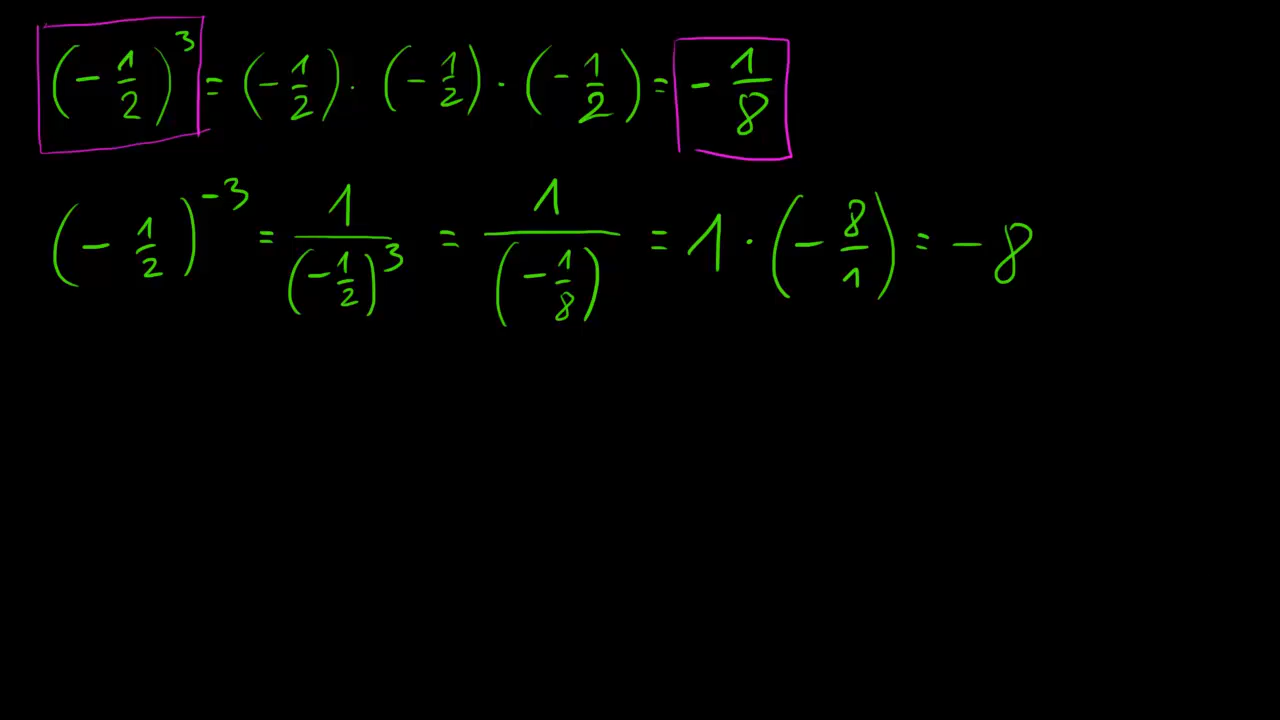 (-1/2)^3 = (-1/2) · (-1/2) · (-1/2) = -1/8
(-1/2)^-3 = 1/(-1/2)^3 = 1/(-1/8) = 1 · (-8/1) = -8